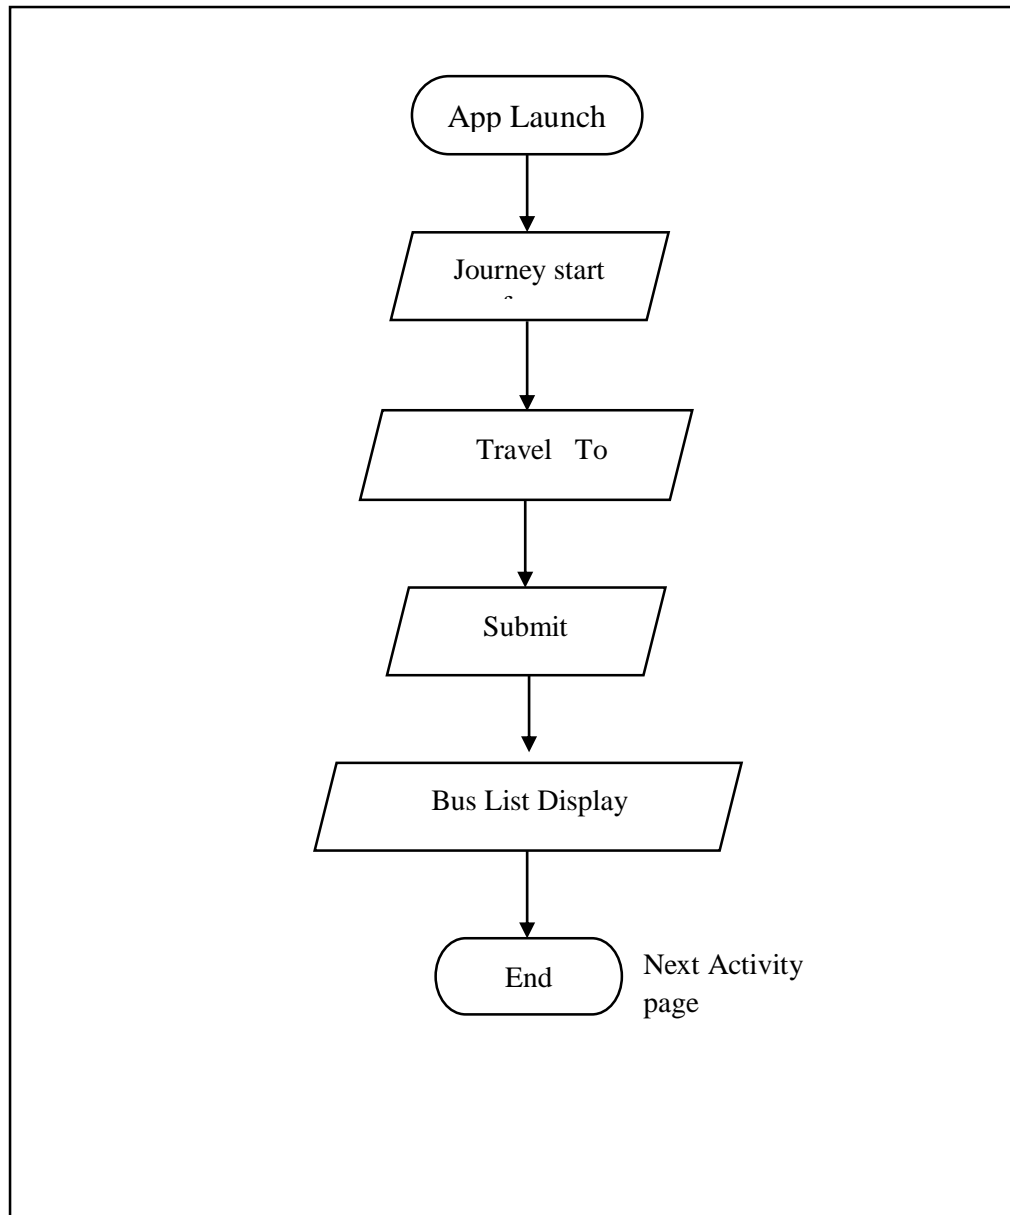 App Launch
Journey start
Travel To
Submit
Bus List Display
End
Next Activity
page